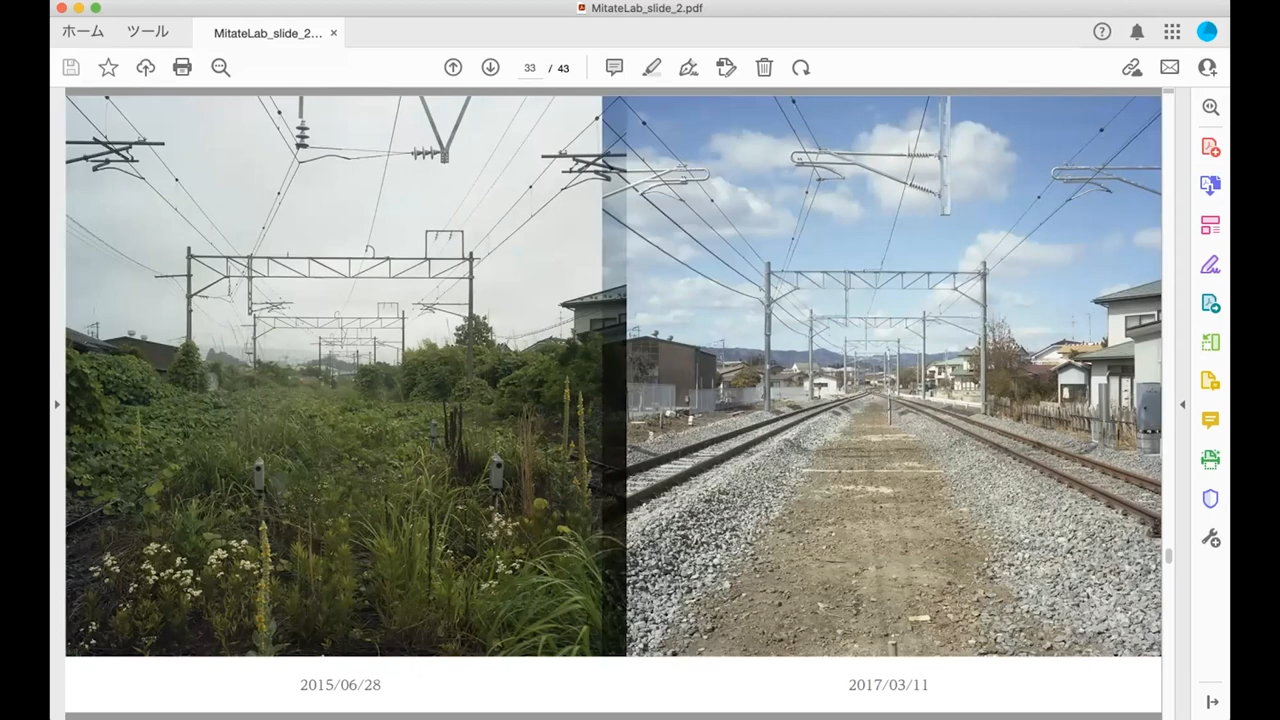 MitateLab_slide_2.pdf
ホーム ツール MitateLab_slide_2... ×
33 / 43
2015/06/28 2017/03/11